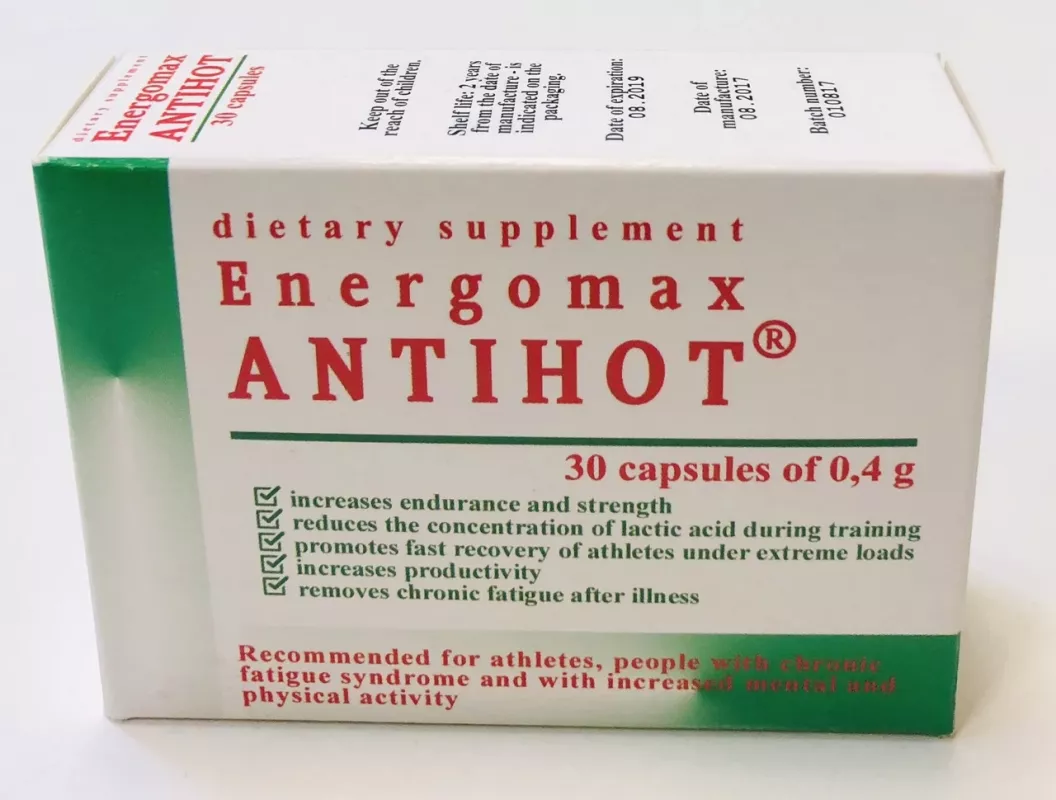 dietary supplement
Energomax
ANTIHOT
30 capsules
Keep out of the
reach of children.
Shelf life: 2 years
from the date of
manufacture - is
indicated on the
packaging.
Date of expiration:
08.2019
Date of
manufacture:
08.2017
Batch number:
010817
dietary supplement
Energomax
ANTIHOT®
30 capsules of 0,4 g
increases endurance and strength
reduces the concentration of lactic acid during training
promotes fast recovery of athletes under extreme loads
increases productivity
removes chronic fatigue after illness
Recommended for athletes, people with chronic
fatigue syndrome and with increased mental and
physical activity